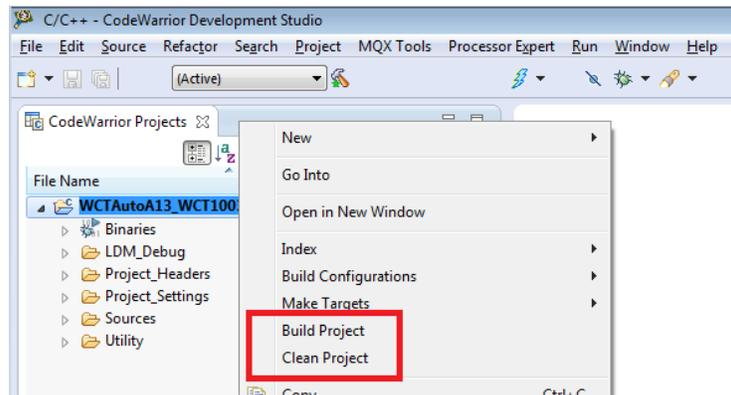 C/C++ - CodeWarrior Development Studio
File Edit Source Refactor Search Project MQX Tools Processor Expert Run Window Help
(Active)
CodeWarrior Projects
File Name
WCTAutoA13_WCT100
Binaries
LDM_Debug
Project_Headers
Project_Settings
Sources
Utility
New
Go Into
Open in New Window
Index
Build Configurations
Make Targets
Build Project
Clean Project
Copy Ctrl+C